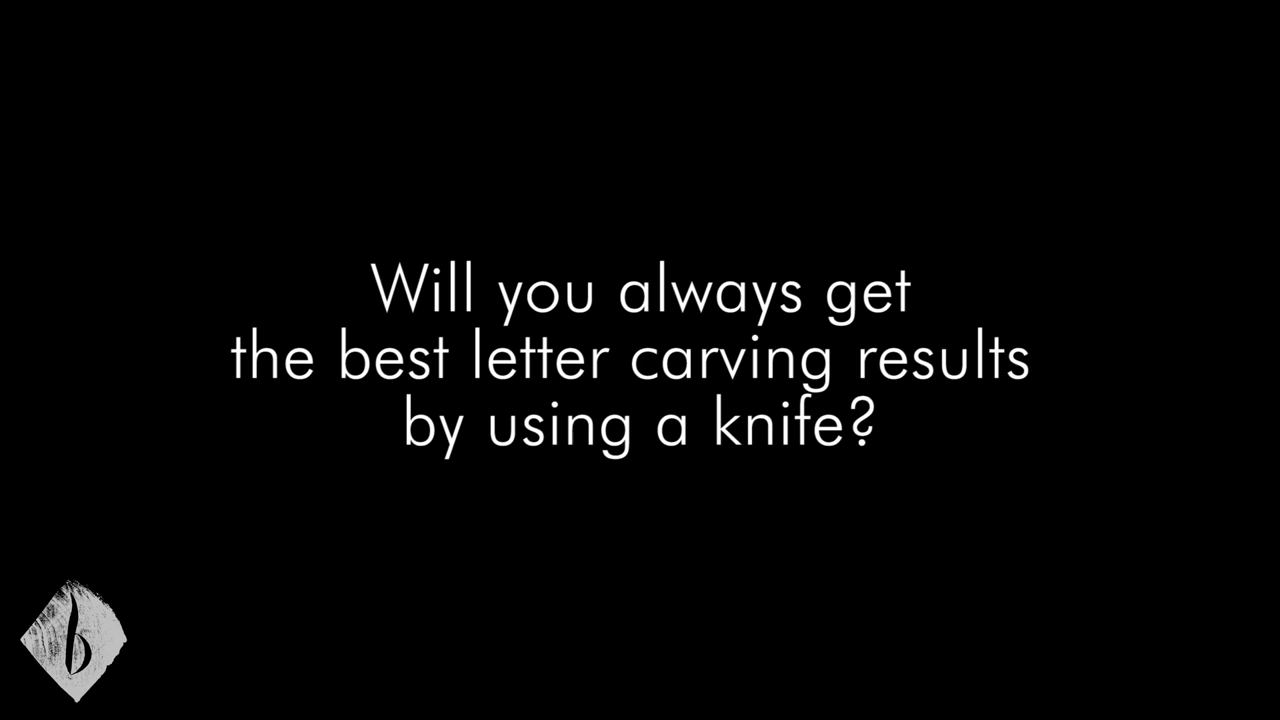 Will you always get
the best letter carving results
by using a knife?
b